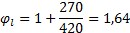 φₗ = 1 + 270/420 = 1,64